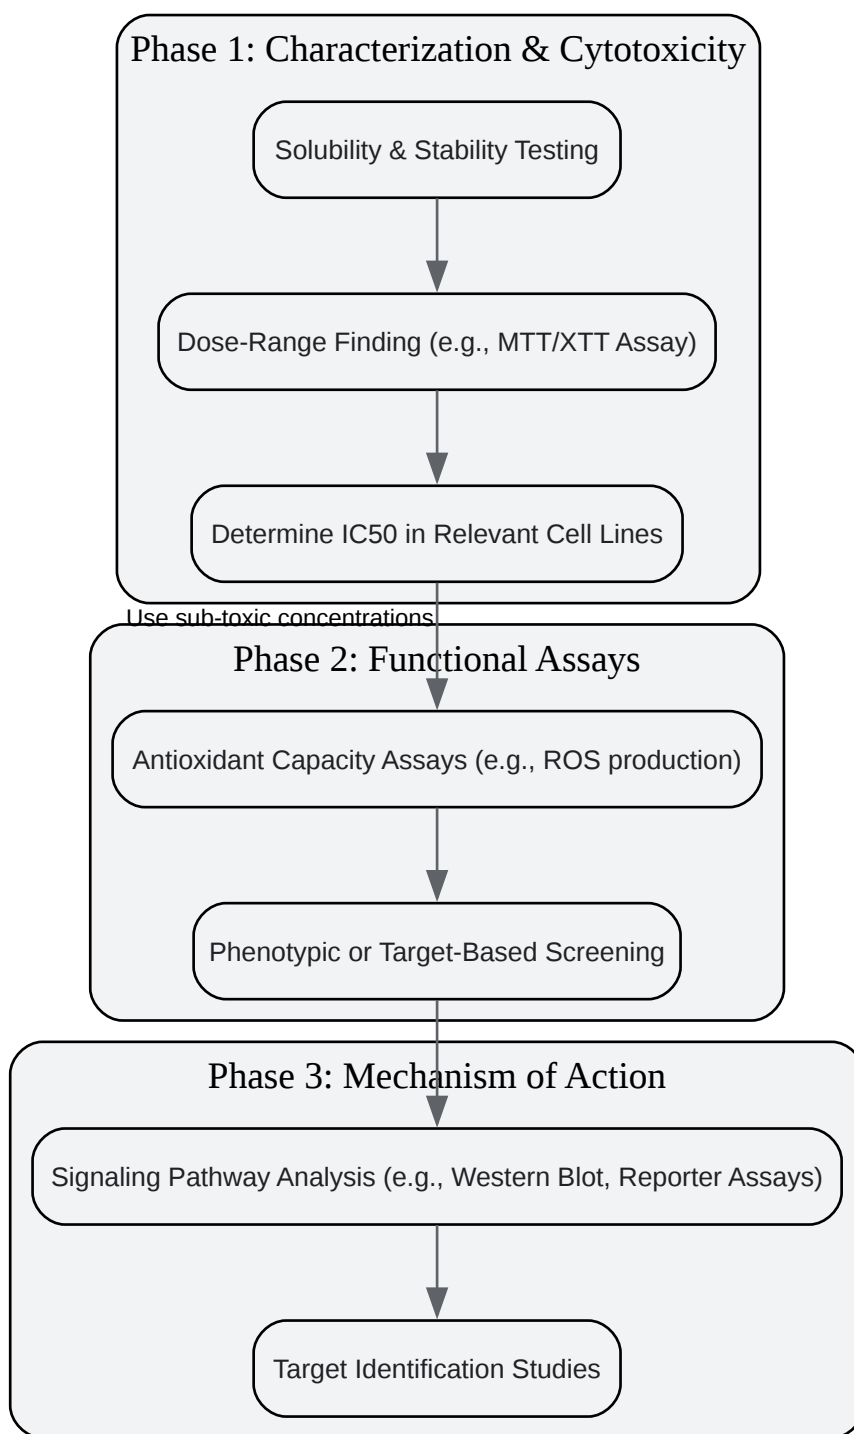 Phase 1: Characterization & Cytotoxicity
Solubility & Stability Testing
Dose-Range Finding (e.g., MTT/XTT Assay)
Determine IC50 in Relevant Cell Lines
Use sub-toxic concentrations
Phase 2: Functional Assays
Antioxidant Capacity Assays (e.g., ROS production)
Phenotypic or Target-Based Screening
Phase 3: Mechanism of Action
Signaling Pathway Analysis (e.g., Western Blot, Reporter Assays)
Target Identification Studies